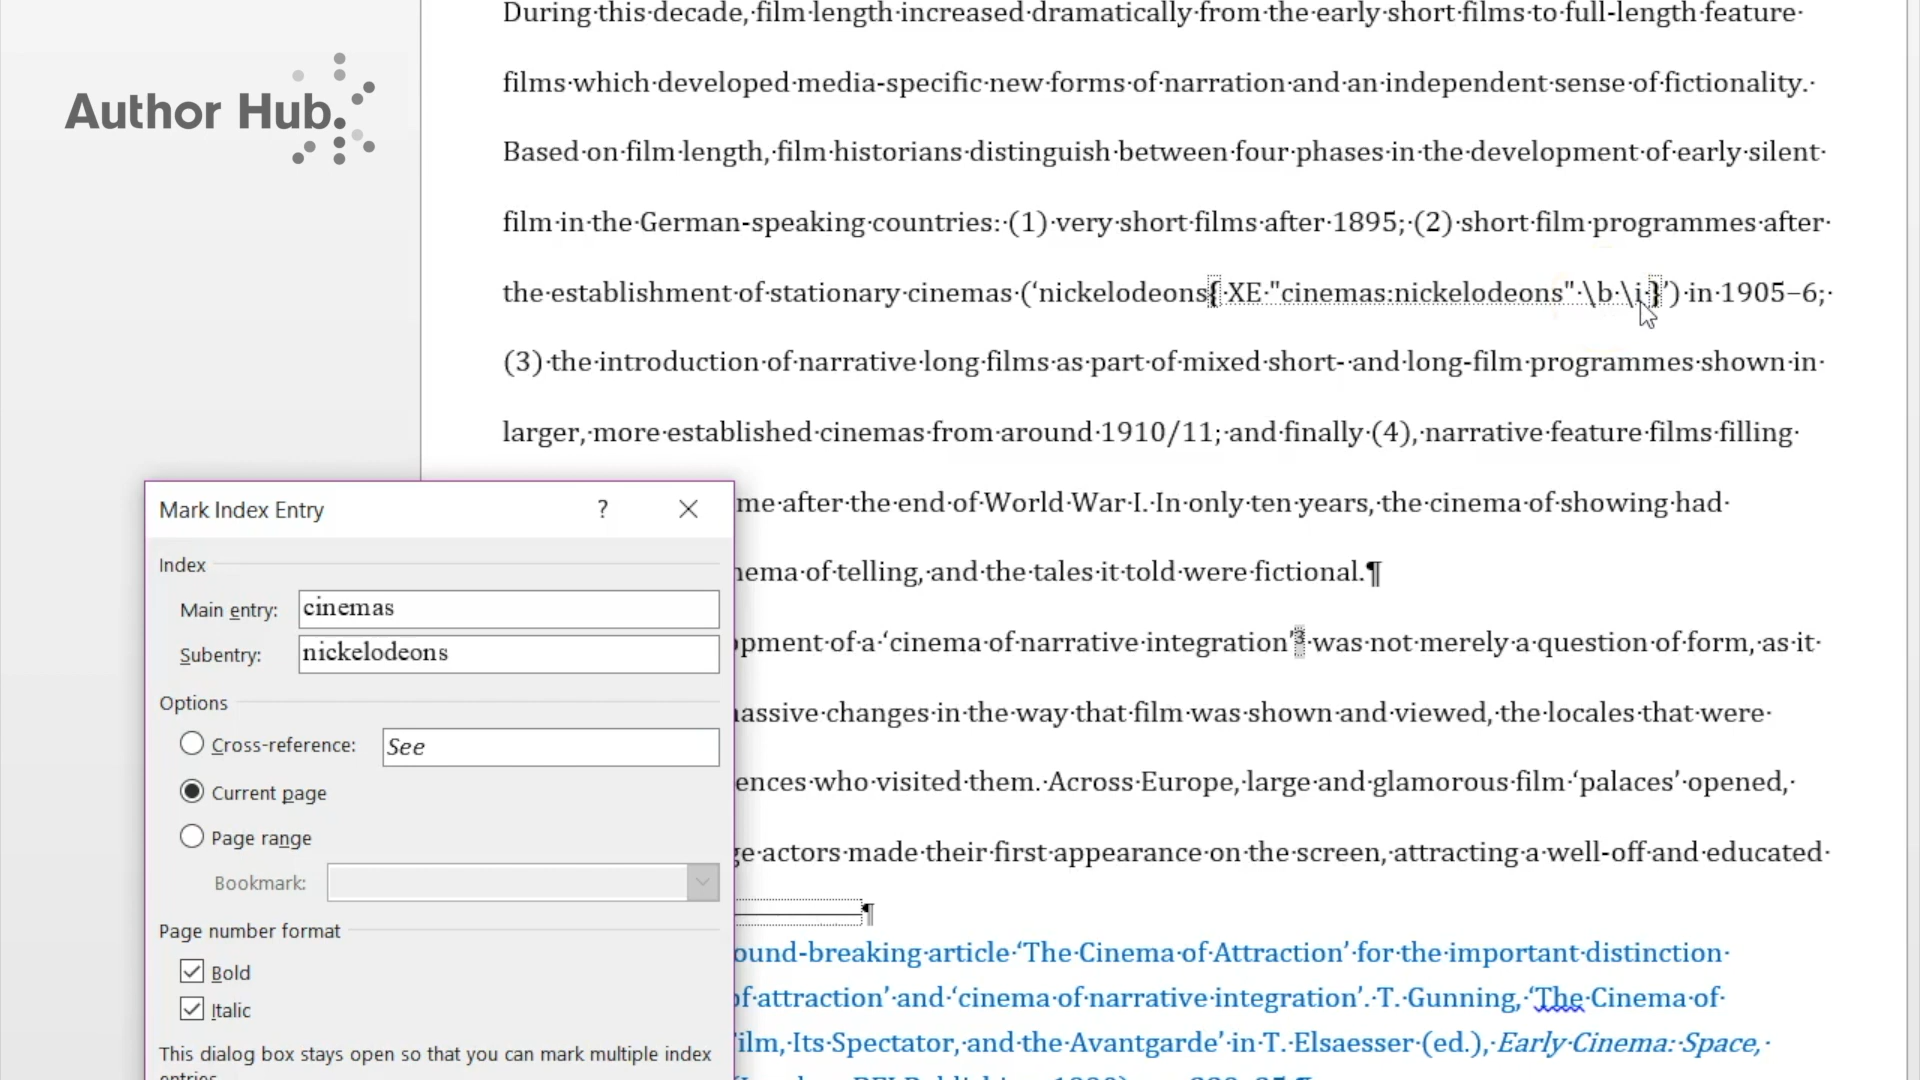 During this decade, film length increased dramatically from the early short films to full-length feature
films which developed media-specific new forms of narration and an independent sense of fictionality.
Author Hub.
Based on film length, film historians distinguish between four phases in the development of early silent
film in the German-speaking countries: (1) very short films after 1895; (2) short film programmes after
the establishment of stationary cinemas (‘nickelodeons{ XE "cinemas:nickelodeons" \b \i }’) in 1905–6;
(3) the introduction of narrative long films as part of mixed short- and long-film programmes shown in
larger, more established cinemas from around 1910/11; and finally (4), narrative feature films filling
me after the end of World War I. In only ten years, the cinema of showing had
nema of telling, and the tales it told were fictional.¶
opment of a ‘cinema of narrative integration’3 was not merely a question of form, as it
massive changes in the way that film was shown and viewed, the locales that were
ences who visited them. Across Europe, large and glamorous film ‘palaces’ opened,
ge actors made their first appearance on the screen, attracting a well-off and educated
¶
ound-breaking article ‘The Cinema of Attraction’ for the important distinction
of attraction’ and ‘cinema of narrative integration’. T. Gunning, ‘The Cinema of
Film, Its Spectator, and the Avantgarde’ in T. Elsaesser (ed.), Early Cinema: Space,
Mark Index Entry
?
Index
Main entry: cinemas
Subentry: nickelodeons
Options
Cross-reference: See
Current page
Page range
Bookmark:
Page number format
Bold
Italic
This dialog box stays open so that you can mark multiple index
entries.